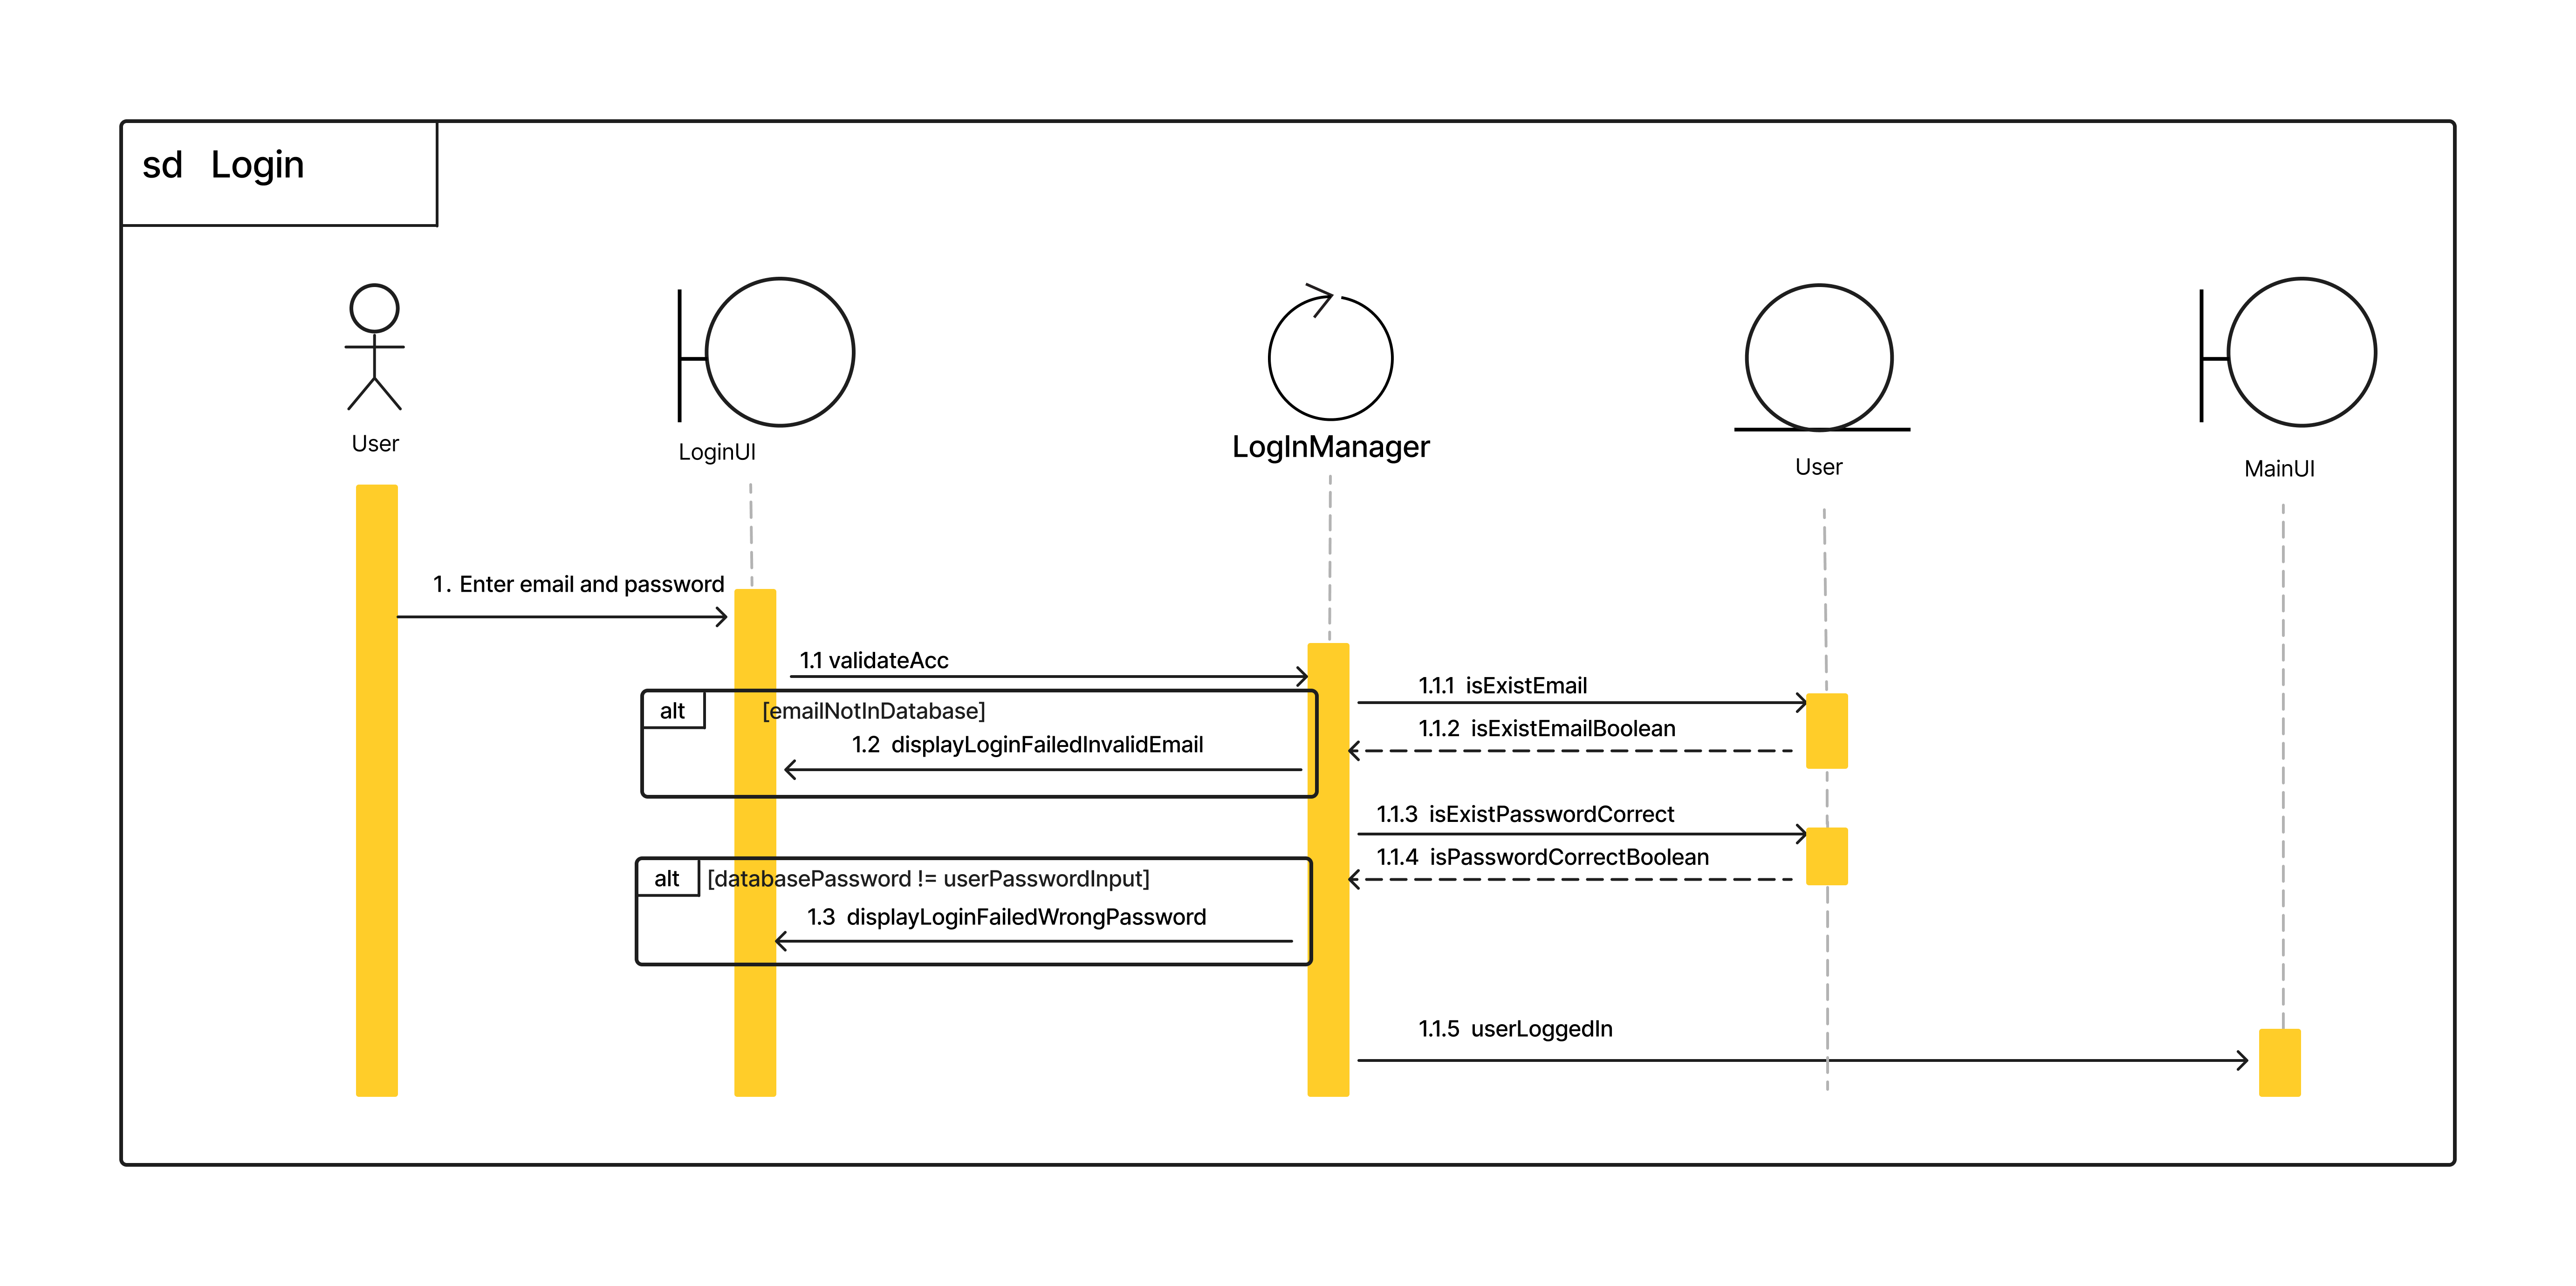 sd Login
User
LoginUI
LogInManager
User
MainUI
1. Enter email and password
1.1 validateAcc
1.1.1 isExistEmail
alt [emailNotInDatabase]
1.1.2 isExistEmailBoolean
1.2 displayLoginFailedInvalidEmail
1.1.3 isExistPasswordCorrect
1.1.4 isPasswordCorrectBoolean
alt [databasePassword != userPasswordInput]
1.3 displayLoginFailedWrongPassword
1.1.5 userLoggedIn